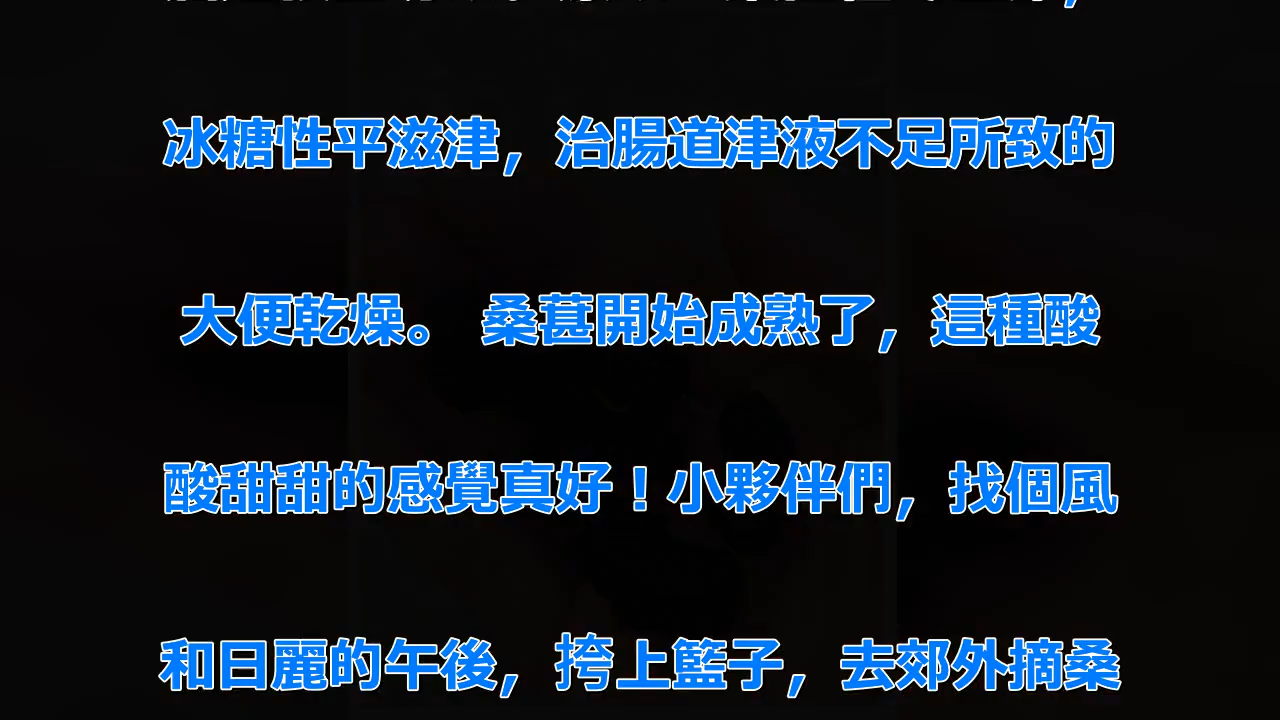 冰糖性平滋津，治腸道津液不足所致的
大便乾燥。 桑葚開始成熟了，這種酸
酸甜甜的感覺真好！小夥伴們，找個風
和日麗的午後，挎上籃子，去郊外摘桑